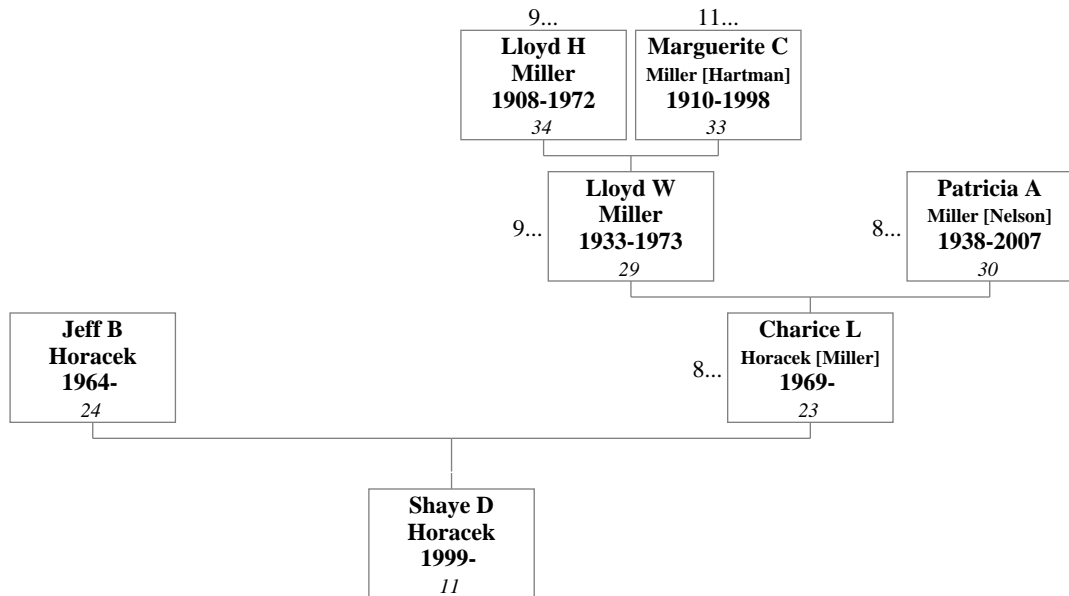 9...
11...
Lloyd H
Miller
1908-1972
34
Marguerite C
Miller [Hartman]
1910-1998
33
9...
Lloyd W
Miller
1933-1973
29
8...
Patricia A
Miller [Nelson]
1938-2007
30
Jeff B
Horacek
1964-
24
8...
Charice L
Horacek [Miller]
1969-
23
Shaye D
Horacek
1999-
11